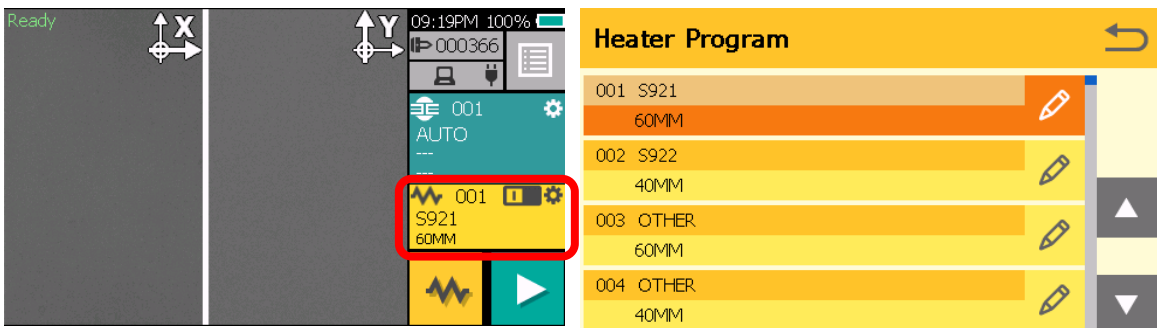 Ready
X
Y
09:19PM 100%
000366
001
AUTO
---
---
001
S921
60MM
Heater Program
001 S921
60MM
002 S922
40MM
003 OTHER
60MM
004 OTHER
40MM